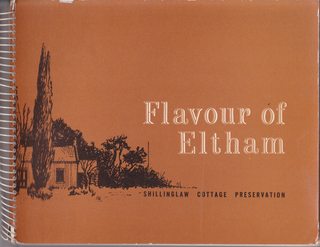 Flavour of
Eltham
SHILLINGLAW COTTAGE PRESERVATION